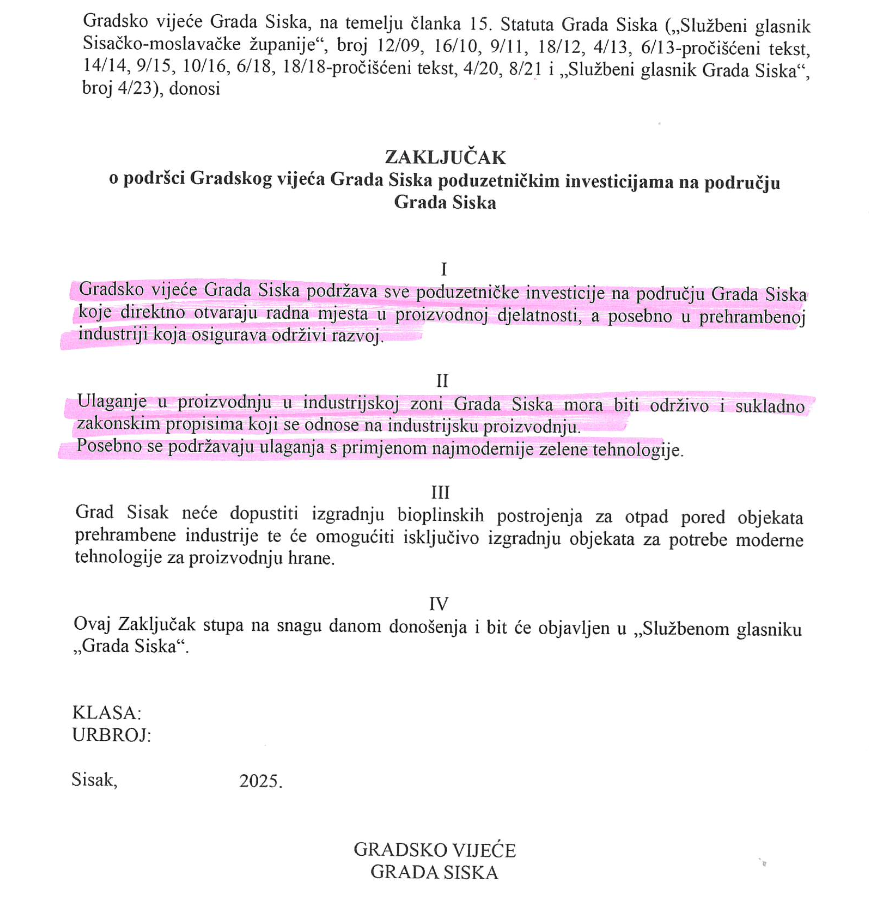 Gradsko vijeće Grada Siska, na temelju članka 15. Statuta Grada Siska („Službeni glasnik
Sisačko-moslavačke županije“, broj 12/09, 16/10, 9/11, 18/12, 4/13, 6/13-pročišćeni tekst,
14/14, 9/15, 10/16, 6/18, 18/18-pročišćeni tekst, 4/20, 8/21 i „Službeni glasnik Grada Siska“,
broj 4/23), donosi
ZAKLJUČAK
o podršci Gradskog vijeća Grada Siska poduzetničkim investicijama na području
Grada Siska
I
Gradsko vijeće Grada Siska podržava sve poduzetničke investicije na području Grada Siska
koje direktno otvaraju radna mjesta u proizvodnoj djelatnosti, a posebno u prehrambenoj
industriji koja osigurava održivi razvoj.
II
Ulaganje u proizvodnju u industrijskoj zoni Grada Siska mora biti održivo i sukladno
zakonskim propisima koji se odnose na industrijsku proizvodnju.
Posebno se podržavaju ulaganja s primjenom najmodernije zelene tehnologije.
III
Grad Sisak neće dopustiti izgradnju bioplinskih postrojenja za otpad pored objekata
prehrambene industrije te će omogućiti isključivo izgradnju objekata za potrebe moderne
tehnologije za proizvodnju hrane.
IV
Ovaj Zaključak stupa na snagu danom donošenja i bit će objavljen u „Službenom glasniku
„Grada Siska“.
KLASA:
URBROJ:
Sisak, 2025.
GRADSKO VIJEĆE
GRADA SISKA